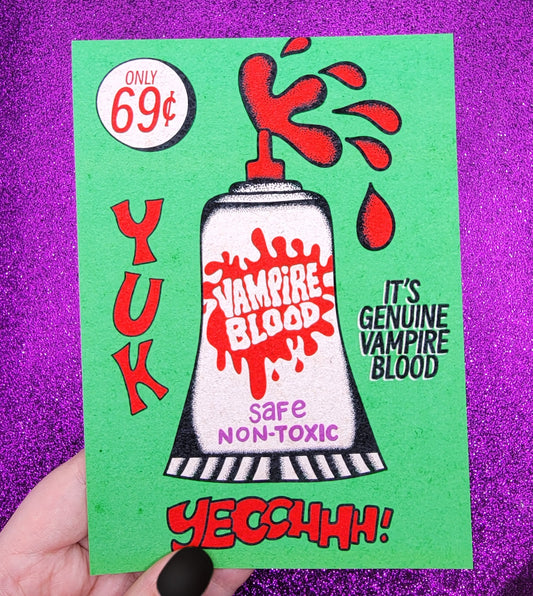 ONLY
69¢
YUK
VAMPiRE
BLOOD
safe
NON-TOXIC
IT'S
GENUINE
VAMPIRE
BLOOD
YECCHHH!